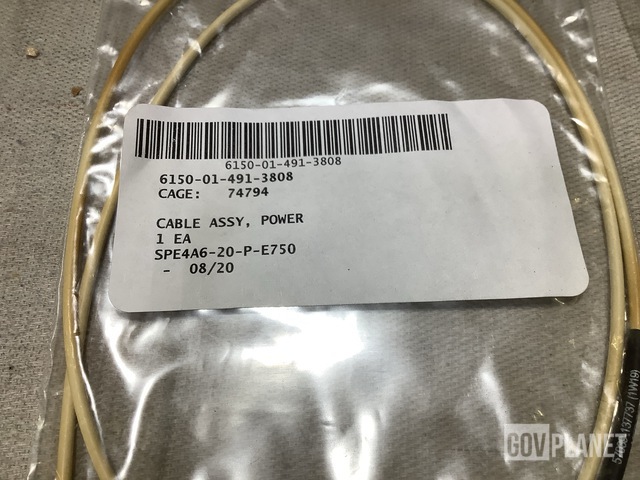 6150-01-491-3808
6150-01-491-3808
CAGE: 74794
CABLE ASSY, POWER
1 EA
SPE4A6-20-P-E750
- 08/20
GOVPLANET